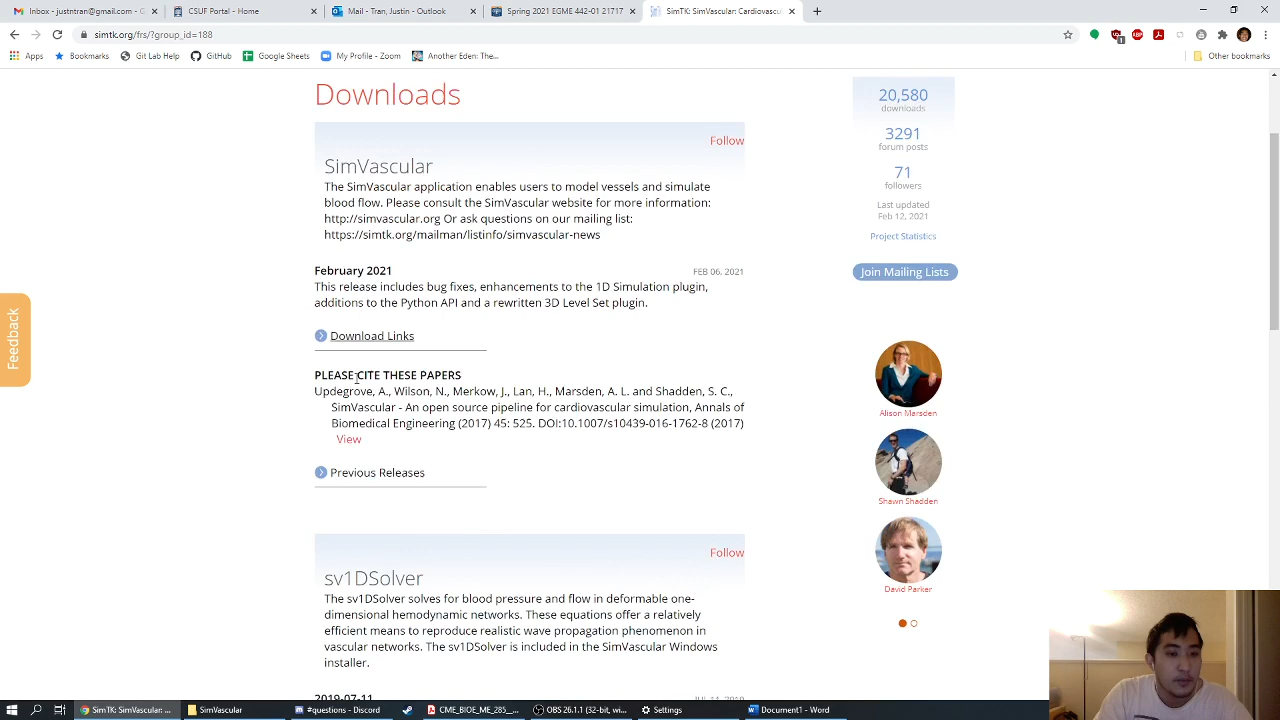 justntran@gmail.com - G
CSUF Portal - Home
Mail - Tran, Justin - Outlook
Spring 2021 EGME 442-01 21717
SimTK: SimVascular: Cardiovascu
simtk.org/frs/?group_id=188
Apps
Bookmarks
Git Lab Help
GitHub
Google Sheets
My Profile - Zoom
Another Einen: The...
Other bookmarks
Downloads
Follow
SimVascular
The SimVascular application enables users to model vessels and simulate
blood flow. Please consult the SimVascular website for more information:
http://simvascular.org Or ask questions on our mailing list:
https://simtk.org/mailman/listinfo/simvascular-news
February 2021
FEB 06. 2021
This release includes bug fixes, enhancements to the 1D Simulation plugin,
additions to the Python API and a rewritten 3D Level Set plugin.
Download Links
PLEASE CITE THESE PAPERS
Updegrove, A., Wilson, N., Merkow, J., Lan, H., Marsden, A. L. and Shadden, S. C.,
SimVascular - An open source pipeline for cardiovascular simulation, Annals of
Biomedical Engineering (2017) 45: 525. DOI:10.1007/s10439-016-1762-8 (2017)
View
Previous Releases
Follow
sv1DSolver
The sv1DSolver solves for blood pressure and flow in deformable one-
dimensional hemodynamic networks. These equations offer a relatively
efficient means to reproduce realistic wave propagation phenomenon in
vascular networks. The sv1DSolver is included in the SimVascular Windows
installer.
2019-07-11
JUL 11, 2019
20,580
downloads
3291
forum posts
71
followers
Last updated
Feb 12, 2021
Project Statistics
Join Mailing Lists
Alison Marsden
Shawn Shadden
David Parker
Feedback
SimTK: SimVascular: ...
SimVascular
#questions - Discord
CME_BIOE_ME_285_...
OBS 26.1.1 (32-bit, wi...
Settings
Document1 - Word